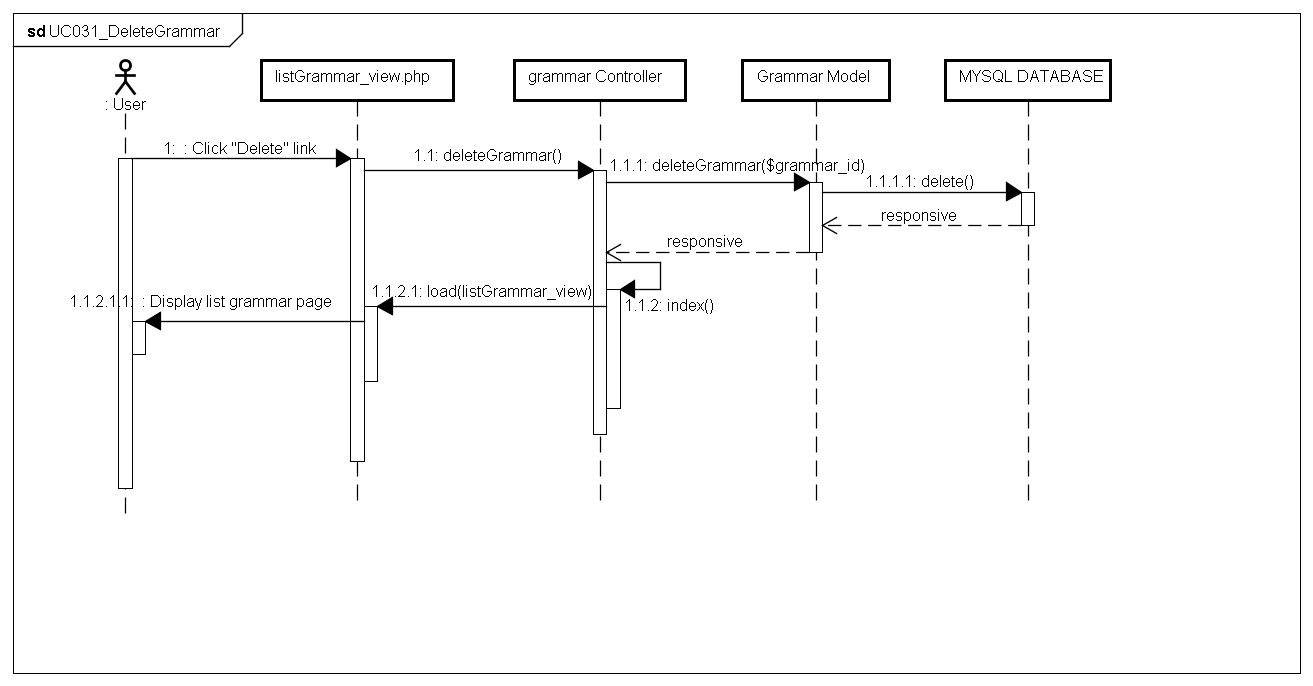 sd UC031_DeleteGrammar
: User
listGrammar_view.php
grammar Controller
Grammar Model
MYSQL DATABASE
1: : Click "Delete" link
1.1: deleteGrammar()
1.1.1: deleteGrammar($grammar_id)
1.1.1.1: delete()
responsive
responsive
1.1.2.1: load(listGrammar_view)
1.1.2.1.1: : Display list grammar page
1.1.2: index()